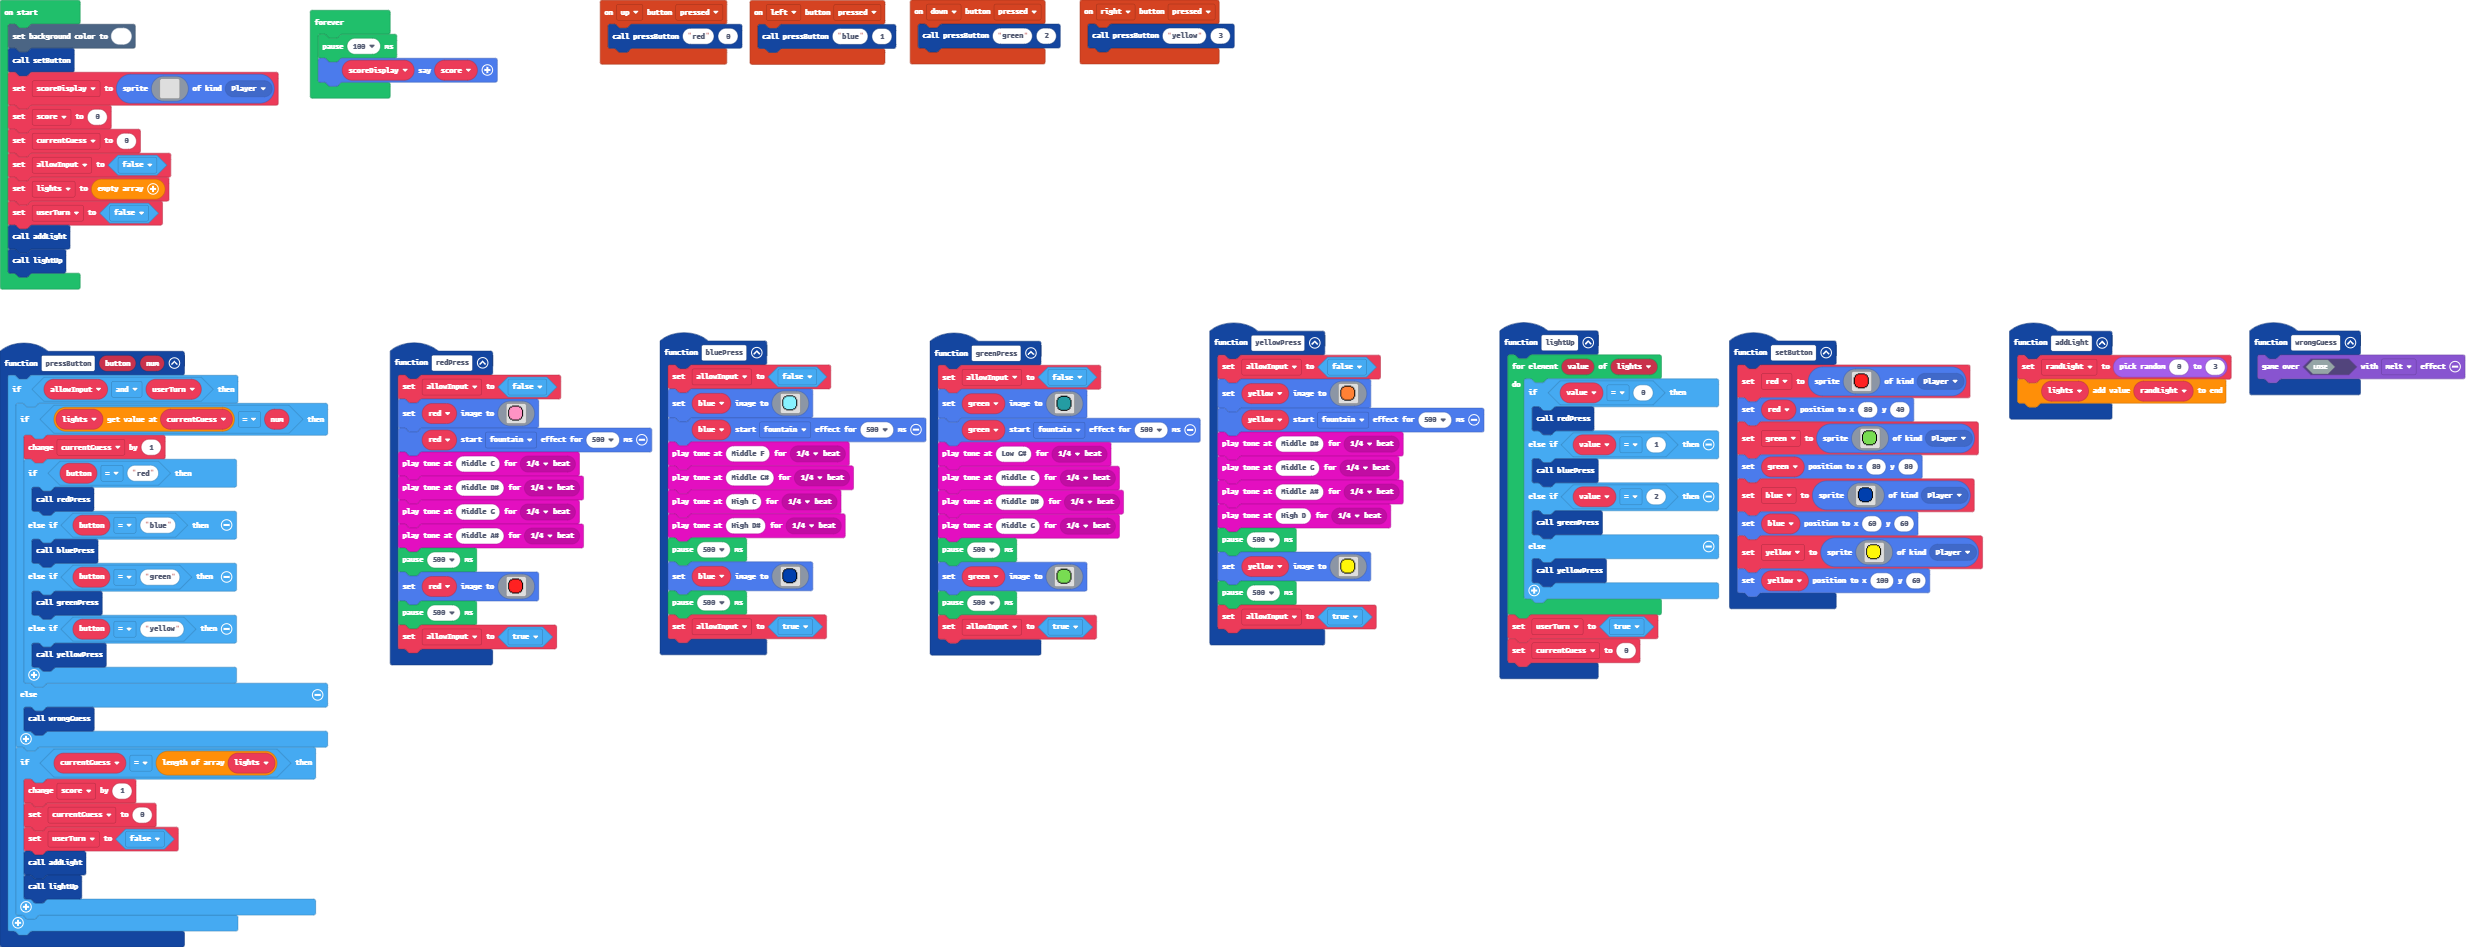 on start
set background color to
call setButton
set scoreDisplay to sprite of kind Player
set score to 0
set currentGuess to 0
set allowInput to false
set lights to empty array
set userTurn to false
call addLight
call lightUp
forever
pause 100 ms
scoreDisplay say score
on up button pressed
call pressButton "red" 0
on left button pressed
call pressButton "blue" 1
on down button pressed
call pressButton "green" 2
on right button pressed
call pressButton "yellow" 3
function pressButton button num
if allowInput and userTurn then
if lights get value at currentGuess = num then
change currentGuess by 1
if button = "red" then
call redPress
else if button = "blue" then
call bluePress
else if button = "green" then
call greenPress
else if button = "yellow" then
call yellowPress
else
call wrongGuess
if currentGuess = length of array lights then
change score by 1
set currentGuess to 0
set userTurn to false
call addLight
call lightUp
function redPress
set allowInput to false
set red image to
red start fountain effect for 500 ms
play tone at Middle C for 1/4 beat
play tone at Middle D# for 1/4 beat
play tone at Middle G for 1/4 beat
play tone at Middle A# for 1/4 beat
pause 500 ms
set red image to
pause 500 ms
set allowInput to true
function bluePress
set allowInput to false
set blue image to
blue start fountain effect for 500 ms
play tone at Middle F for 1/4 beat
play tone at Middle G# for 1/4 beat
play tone at High C for 1/4 beat
play tone at High D# for 1/4 beat
pause 500 ms
set blue image to
pause 500 ms
set allowInput to true
function greenPress
set allowInput to false
set green image to
green start fountain effect for 500 ms
play tone at Low G# for 1/4 beat
play tone at Middle C for 1/4 beat
play tone at Middle D# for 1/4 beat
play tone at Middle G for 1/4 beat
pause 500 ms
set green image to
pause 500 ms
set allowInput to true
function yellowPress
set allowInput to false
set yellow image to
yellow start fountain effect for 500 ms
play tone at Middle D# for 1/4 beat
play tone at Middle G for 1/4 beat
play tone at Middle A# for 1/4 beat
play tone at High D for 1/4 beat
pause 500 ms
set yellow image to
pause 500 ms
set allowInput to true
function lightUp
for element value of lights
do
if value = 0 then
call redPress
else if value = 1 then
call bluePress
else if value = 2 then
call greenPress
else
call yellowPress
set userTurn to true
set currentGuess to 0
function setButton
set red to sprite of kind Player
set red position to x 80 y 40
set green to sprite of kind Player
set green position to x 80 y 80
set blue to sprite of kind Player
set blue position to x 60 y 60
set yellow to sprite of kind Player
set yellow position to x 100 y 60
function addLight
set randLight to pick random 0 to 3
lights add value randLight to end
function wrongGuess
game over LOSE with melt effect